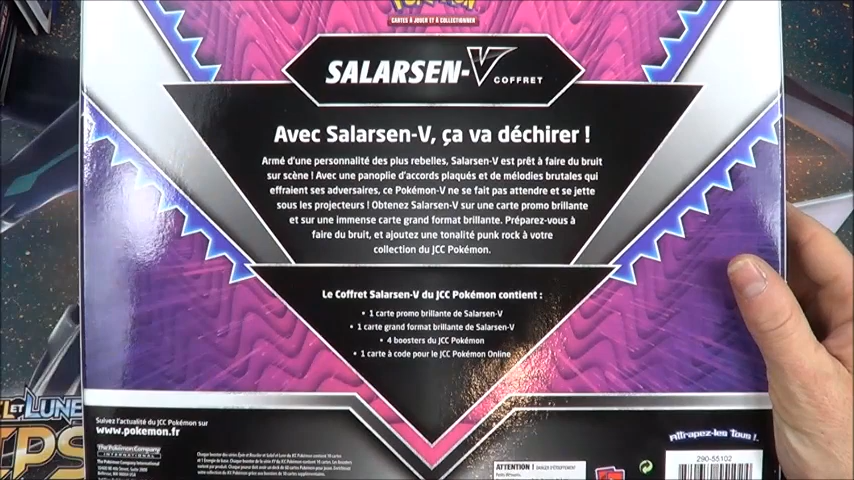 POKÉMON
CARTES À JOUER ET À COLLECTIONNER
SALARSEN-V COFFRET
Avec Salarsen-V, ça va déchirer !
Armé d'une personnalité des plus rebelles, Salarsen-V est prêt à faire du bruit
sur scène ! Avec une panoplie d'accords plaqués et de mélodies brutales qui
effraient ses adversaires, ce Pokémon-V ne se fait pas attendre et se jette
sous les projecteurs ! Obtenez Salarsen-V sur une carte promo brillante
et sur une immense carte grand format brillante. Préparez-vous à
faire du bruit, et ajoutez une tonalité punk rock à votre
collection du JCC Pokémon.
Le Coffret Salarsen-V du JCC Pokémon contient :
• 1 carte promo brillante de Salarsen-V
• 1 carte grand format brillante de Salarsen-V
• 4 boosters du JCC Pokémon
• 1 carte à code pour le JCC Pokémon Online
ET LUNE
Suivez l'actualité du JCC Pokémon sur
www.pokemon.fr
The Pokémon Company
INTERNATIONAL
The Pokémon Company International
Attrapez-les Tous !
290-55102
ATTENTION !